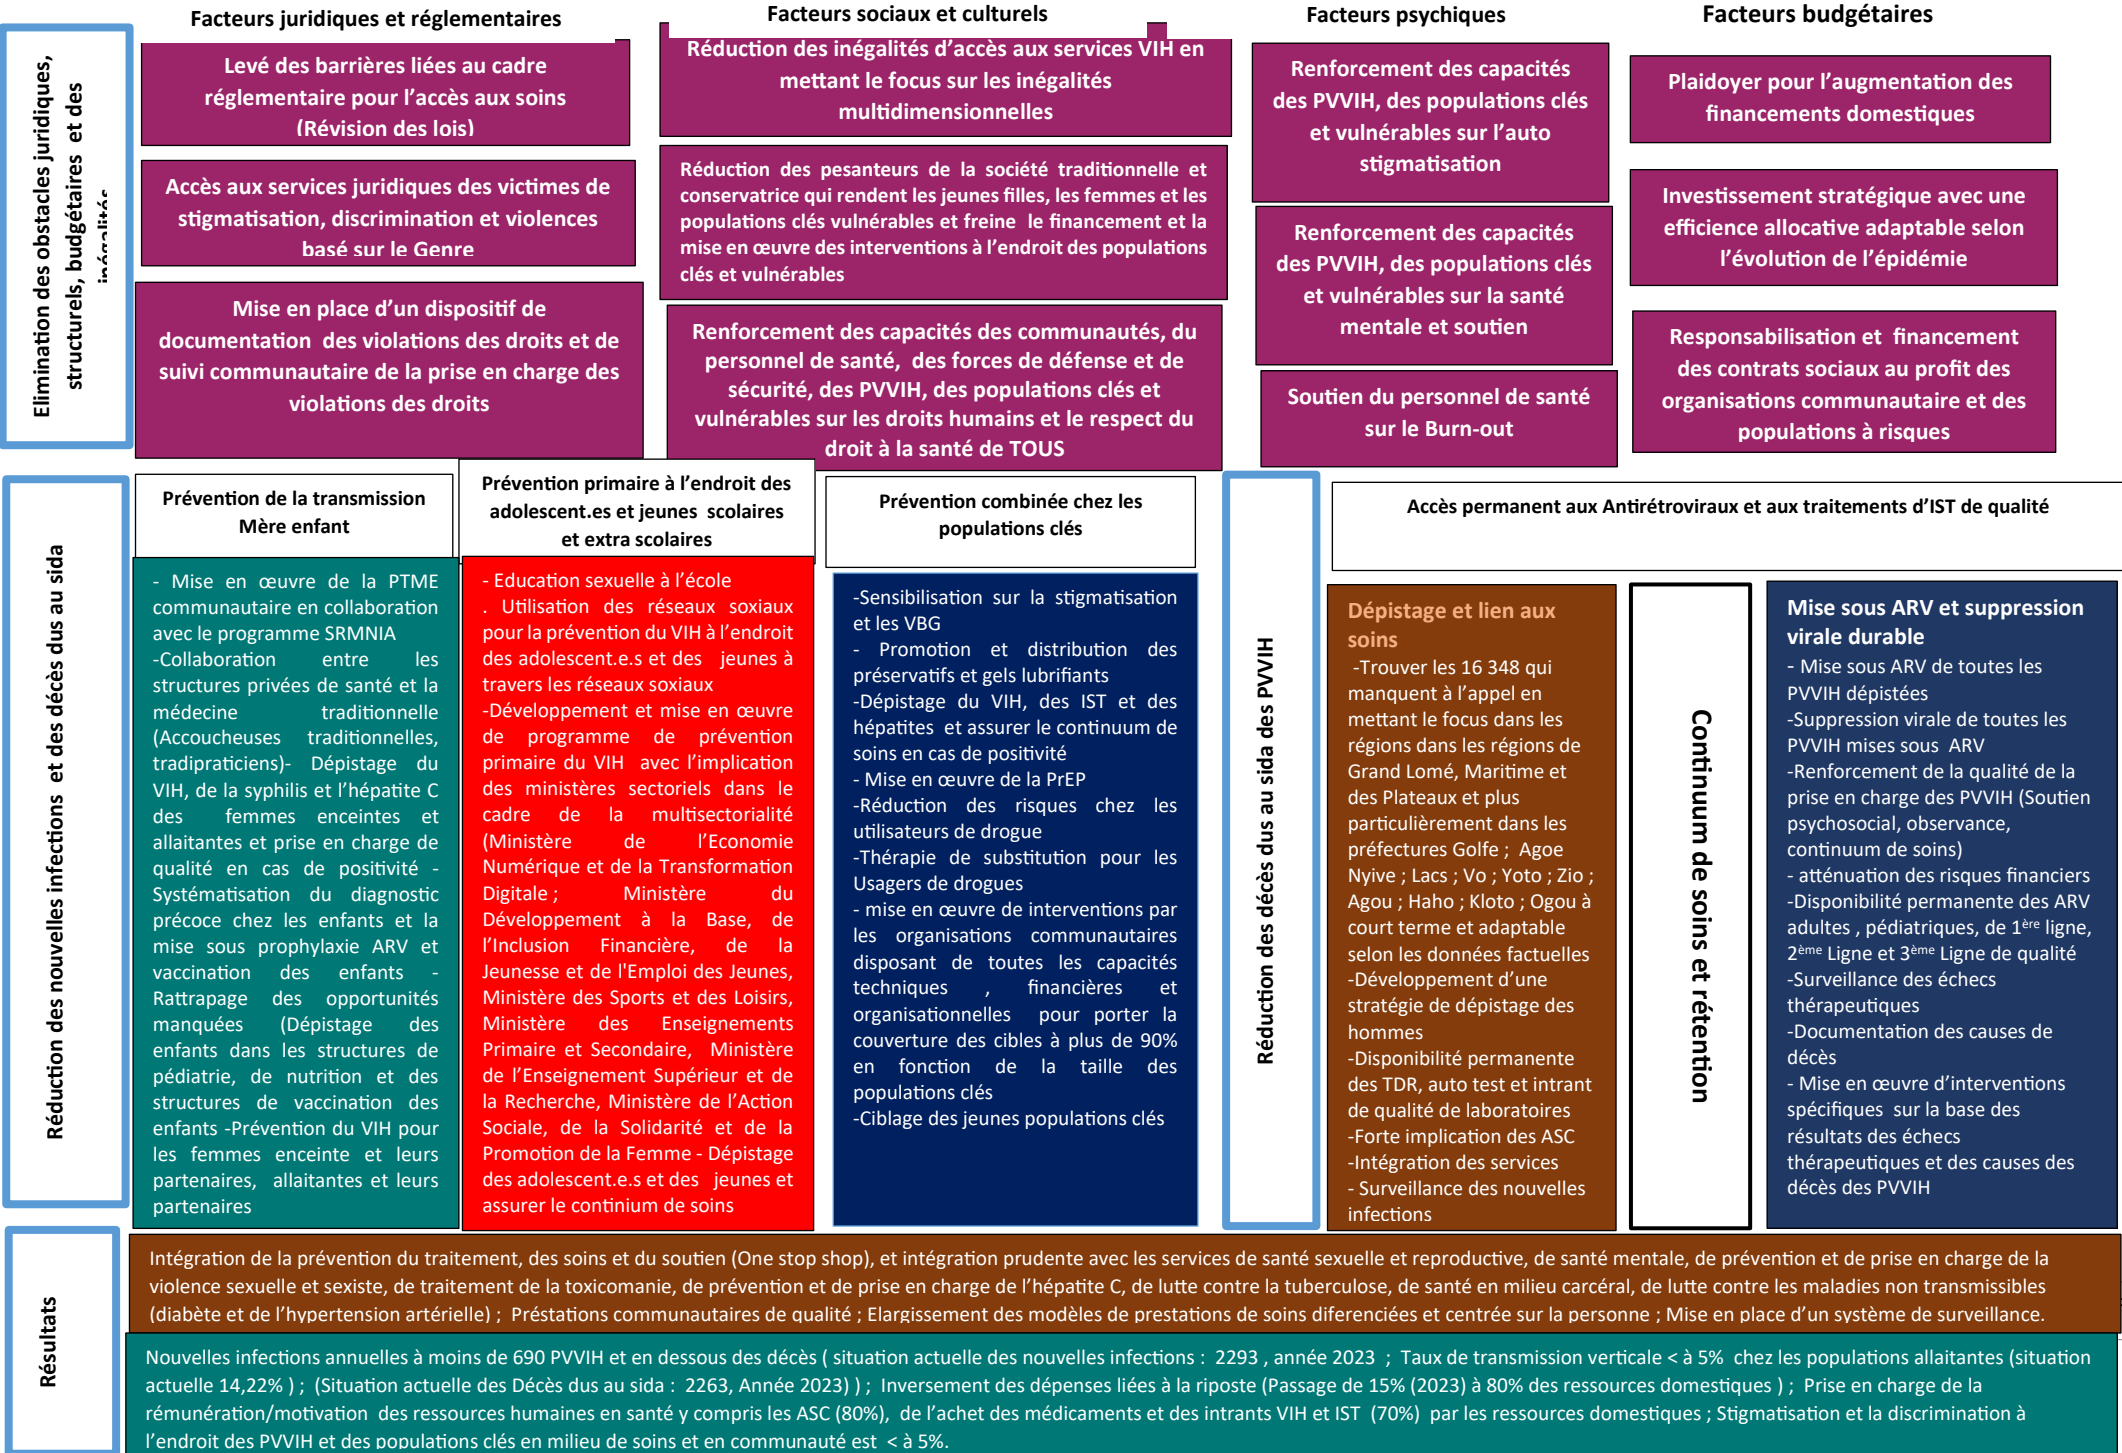 Facteurs juridiques et réglementaires
Facteurs sociaux et culturels
Facteurs psychiques
Facteurs budgétaires
Elimination des obstacles juridiques,
structurels, budgétaires et des
inégalités
Levé des barrières liées au cadre
réglementaire pour l’accès aux soins
(Révision des lois)
Accès aux services juridiques des victimes de
stigmatisation, discrimination et violences
basé sur le Genre
Mise en place d’un dispositif de
documentation des violations des droits et de
suivi communautaire de la prise en charge des
violations des droits
Réduction des inégalités d’accès aux services VIH en
mettant le focus sur les inégalités
multidimensionnelles
Réduction des pesanteurs de la société traditionnelle et
conservatrice qui rendent les jeunes filles, les femmes et les
populations clés vulnérables et freine le financement et la
mise en œuvre des interventions à l’endroit des populations
clés et vulnérables
Renforcement des capacités des communautés, du
personnel de santé, des forces de défense et de
sécurité, des PVVIH, des populations clés et
vulnérables sur les droits humains et le respect du
droit à la santé de TOUS
Renforcement des capacités
des PVVIH, des populations clés
et vulnérables sur l’auto
stigmatisation
Renforcement des capacités
des PVVIH, des populations clés
et vulnérables sur la santé
mentale et soutien
Soutien du personnel de santé
sur le Burn-out
Plaidoyer pour l’augmentation des
financements domestiques
Investissement stratégique avec une
efficience allocative adaptable selon
l’évolution de l’épidémie
Responsabilisation et financement
des contrats sociaux au profit des
organisations communautaire et des
populations à risques
Réduction des nouvelles infections et des décès dus au sida
Prévention de la transmission
Mère enfant
- Mise en œuvre de la PTME
communautaire en collaboration
avec le programme SRMNIA
-Collaboration entre les
structures privées de santé et la
médecine traditionnelle
(Accoucheuses traditionnelles,
tradipraticiens)- Dépistage du
VIH, de la syphilis et l’hépatite C
des femmes enceintes et
allaitantes et prise en charge de
qualité en cas de positivité -
Systématisation du diagnostic
précoce chez les enfants et la
mise sous prophylaxie ARV et
vaccination des enfants -
Rattrapage des opportunités
manquées (Dépistage des
enfants dans les structures de
pédiatrie, de nutrition et des
structures de vaccination des
enfants -Prévention du VIH pour
les femmes enceinte et leurs
partenaires, allaitantes et leurs
partenaires
Prévention primaire à l’endroit des
adolescent.es et jeunes scolaires
et extra scolaires
- Education sexuelle à l’école
. Utilisation des réseaux soxiaux
pour la prévention du VIH à l’endroit
des adolescent.e.s et des jeunes à
travers les réseaux soxiaux
-Développement et mise en œuvre
de programme de prévention
primaire du VIH avec l’implication
des ministères sectoriels dans le
cadre de la multisectorialité
(Ministère de l’Economie
Numérique et de la Transformation
Digitale ; Ministère du
Développement à la Base, de
l’Inclusion Financière, de la
Jeunesse et de l'Emploi des Jeunes,
Ministère des Sports et des Loisirs,
Ministère des Enseignements
Primaire et Secondaire, Ministère
de l’Enseignement Supérieur et de
la Recherche, Ministère de l’Action
Sociale, de la Solidarité et de la
Promotion de la Femme - Dépistage
des adolescent.e.s et des jeunes et
assurer le continium de soins
Prévention combinée chez les
populations clés
-Sensibilisation sur la stigmatisation
et les VBG
- Promotion et distribution des
préservatifs et gels lubrifiants
-Dépistage du VIH, des IST et des
hépatites et assurer le continuum de
soins en cas de positivité
- Mise en œuvre de la PrEP
-Réduction des risques chez les
utilisateurs de drogue
-Thérapie de substitution pour les
Usagers de drogues
- mise en œuvre de interventions par
les organisations communautaires
disposant de toutes les capacités
techniques , financières et
organisationnelles pour porter la
couverture des cibles à plus de 90%
en fonction de la taille des
populations clés
-Ciblage des jeunes populations clés
Réduction des décès dus au sida des PVVIH
Accès permanent aux Antirétroviraux et aux traitements d’IST de qualité
Dépistage et lien aux
soins
-Trouver les 16 348 qui
manquent à l’appel en
mettant le focus dans les
régions dans les régions de
Grand Lomé, Maritime et
des Plateaux et plus
particulièrement dans les
préfectures Golfe ; Agoe
Nyive ; Lacs ; Vo ; Yoto ; Zio ;
Agou ; Haho ; Kloto ; Ogou à
court terme et adaptable
selon les données factuelles
-Développement d’une
stratégie de dépistage des
hommes
-Disponibilité permanente
des TDR, auto test et intrant
de qualité de laboratoires
-Forte implication des ASC
-Intégration des services
- Surveillance des nouvelles
infections
Continuum de soins et rétention
Mise sous ARV et suppression
virale durable
- Mise sous ARV de toutes les
PVVIH dépistées
-Suppression virale de toutes les
PVVIH mises sous ARV
-Renforcement de la qualité de la
prise en charge des PVVIH (Soutien
psychosocial, observance,
continuum de soins)
- atténuation des risques financiers
-Disponibilité permanente des ARV
adultes , pédiatriques, de 1ère ligne,
2ème Ligne et 3ème Ligne de qualité
-Surveillance des échecs
thérapeutiques
-Documentation des causes de
décès
- Mise en œuvre d’interventions
spécifiques sur la base des
résultats des échecs
thérapeutiques et des causes des
décès des PVVIH
Résultats
Intégration de la prévention du traitement, des soins et du soutien (One stop shop), et intégration prudente avec les services de santé sexuelle et reproductive, de santé mentale, de prévention et de prise en charge de la
violence sexuelle et sexiste, de traitement de la toxicomanie, de prévention et de prise en charge de l’hépatite C, de lutte contre la tuberculose, de santé en milieu carcéral, de lutte contre les maladies non transmissibles
(diabète et de l’hypertension artérielle) ; Préstations communautaires de qualité ; Elargissement des modèles de prestations de soins diferenciées et centrée sur la personne ; Mise en place d’un système de surveillance.
Nouvelles infections annuelles à moins de 690 PVVIH et en dessous des décès ( situation actuelle des nouvelles infections : 2293 , année 2023 ; Taux de transmission verticale < à 5% chez les populations allaitantes (situation
actuelle 14,22% ) ; (Situation actuelle des Décès dus au sida : 2263, Année 2023) ) ; Inversement des dépenses liées à la riposte (Passage de 15% (2023) à 80% des ressources domestiques ) ; Prise en charge de la
rémunération/motivation des ressources humaines en santé y compris les ASC (80%), de l’achet des médicaments et des intrants VIH et IST (70%) par les ressources domestiques ; Stigmatisation et la discrimination à
l’endroit des PVVIH et des populations clés en milieu de soins et en communauté est < à 5%.